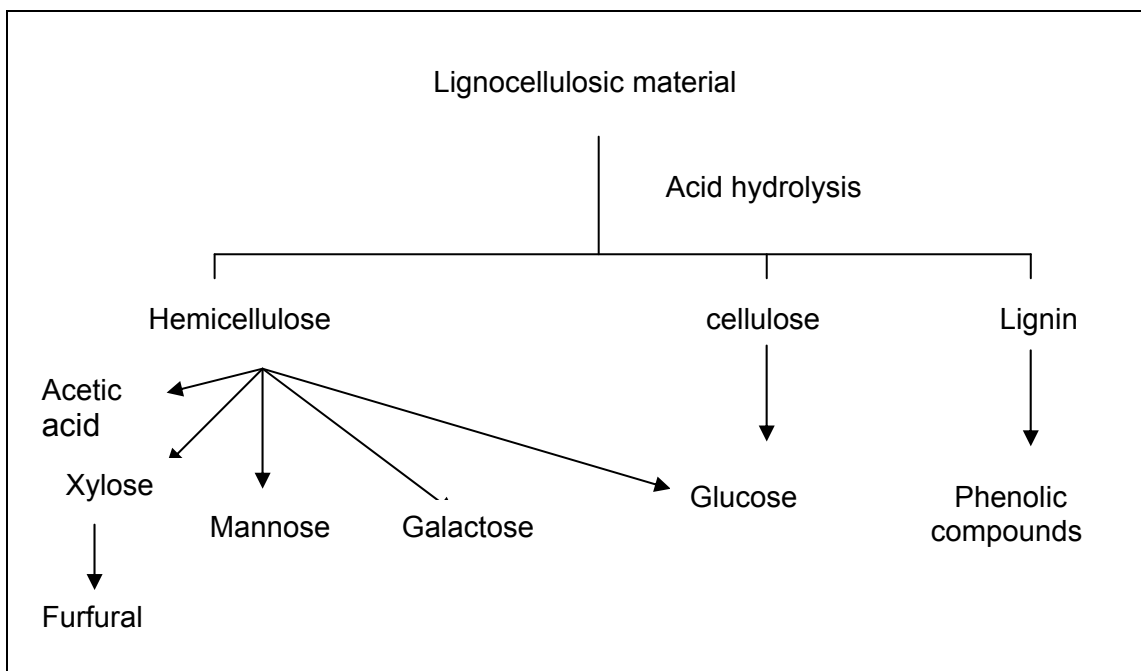 Lignocellulosic material
Acid hydrolysis
Hemicellulose
cellulose
Lignin
Acetic
acid
Xylose
Mannose
Galactose
Glucose
Phenolic
compounds
Furfural